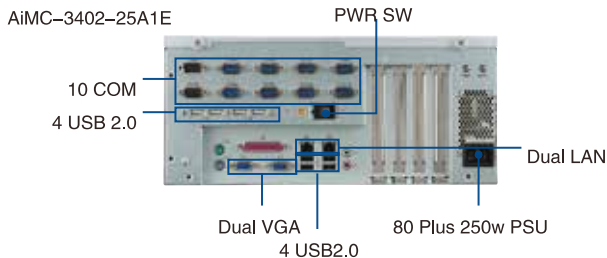 AiMC-3402-25A1E
PWR SW
10 COM
4 USB 2.0
Dual LAN
Dual VGA
80 Plus 250w PSU
4 USB2.0